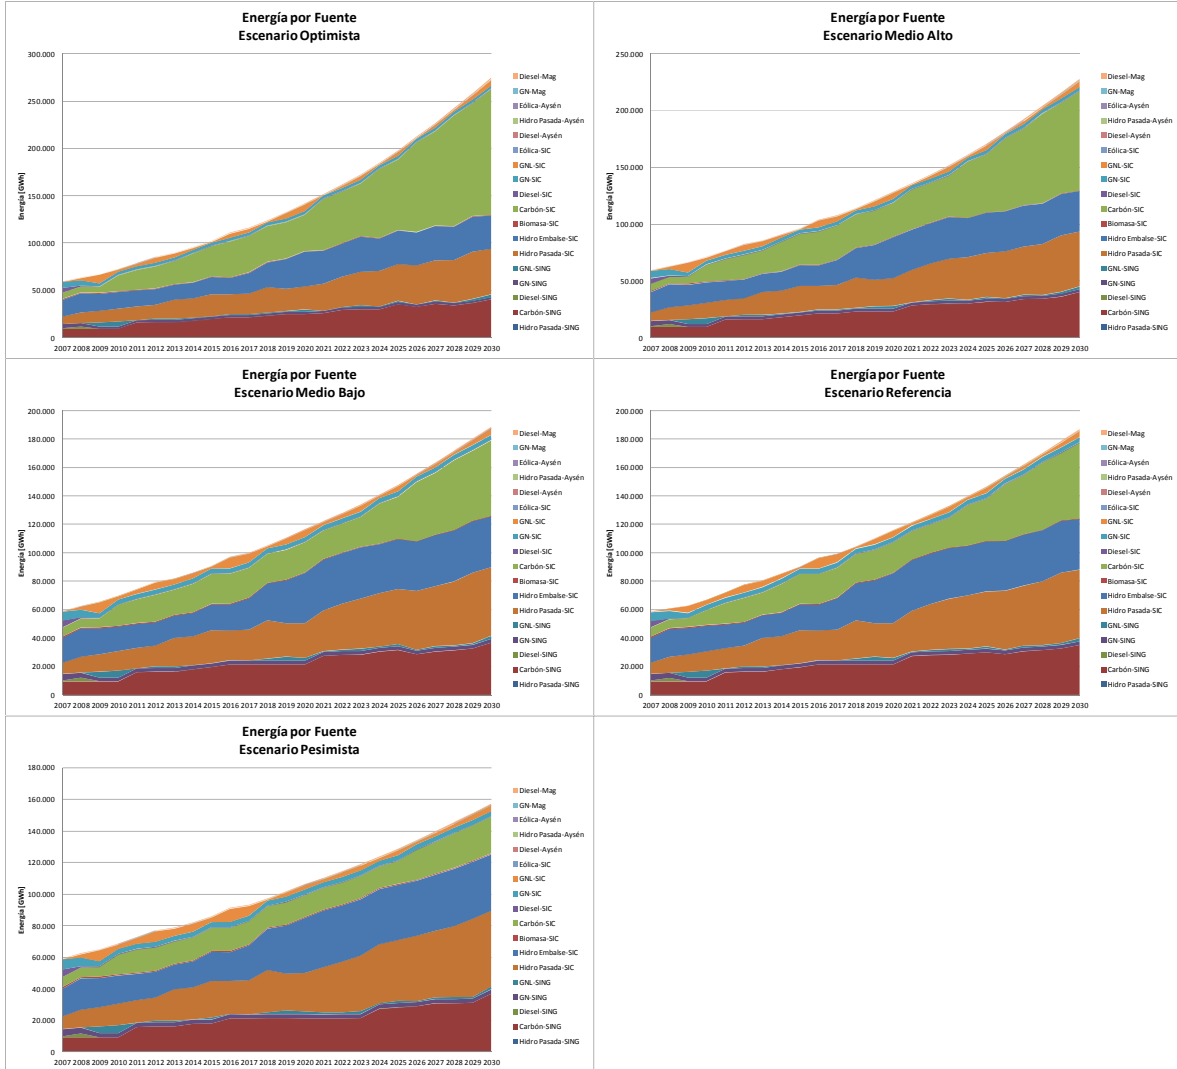 Energía por Fuente
Escenario Optimista
Energía [GWh]
300.000
250.000
200.000
150.000
100.000
50.000
0
2007 2008 2009 2010 2011 2012 2013 2014 2015 2016 2017 2018 2019 2020 2021 2022 2023 2024 2025 2026 2027 2028 2029 2030
Diesel-Mag
GN-Mag
Eólica-Aysén
Hidro Pasada-Aysén
Diesel-Aysén
Eólica-SIC
GNL-SIC
GN-SIC
Diesel-SIC
Carbón-SIC
Biomasa-SIC
Hidro Embalse-SIC
Hidro Pasada-SIC
GNL-SING
GN-SING
Diesel-SING
Carbón-SING
Hidro Pasada-SING
Energía por Fuente
Escenario Medio Alto
Energía [GWh]
250.000
200.000
150.000
100.000
50.000
0
2007 2008 2009 2010 2011 2012 2013 2014 2015 2016 2017 2018 2019 2020 2021 2022 2023 2024 2025 2026 2027 2028 2029 2030
Diesel-Mag
GN-Mag
Eólica-Aysén
Hidro Pasada-Aysén
Diesel-Aysén
Eólica-SIC
GNL-SIC
GN-SIC
Diesel-SIC
Carbón-SIC
Biomasa-SIC
Hidro Embalse-SIC
Hidro Pasada-SIC
GNL-SING
GN-SING
Diesel-SING
Carbón-SING
Hidro Pasada-SING
Energía por Fuente
Escenario Medio Bajo
Energía [GWh]
200.000
180.000
160.000
140.000
120.000
100.000
80.000
60.000
40.000
20.000
0
2007 2008 2009 2010 2011 2012 2013 2014 2015 2016 2017 2018 2019 2020 2021 2022 2023 2024 2025 2026 2027 2028 2029 2030
Diesel-Mag
GN-Mag
Eólica-Aysén
Hidro Pasada-Aysén
Diesel-Aysén
Eólica-SIC
GNL-SIC
GN-SIC
Diesel-SIC
Carbón-SIC
Biomasa-SIC
Hidro Embalse-SIC
Hidro Pasada-SIC
GNL-SING
GN-SING
Diesel-SING
Carbón-SING
Hidro Pasada-SING
Energía por Fuente
Escenario Referencia
Energía [GWh]
200.000
180.000
160.000
140.000
120.000
100.000
80.000
60.000
40.000
20.000
0
2007 2008 2009 2010 2011 2012 2013 2014 2015 2016 2017 2018 2019 2020 2021 2022 2023 2024 2025 2026 2027 2028 2029 2030
Diesel-Mag
GN-Mag
Eólica-Aysén
Hidro Pasada-Aysén
Diesel-Aysén
Eólica-SIC
GNL-SIC
GN-SIC
Diesel-SIC
Carbón-SIC
Biomasa-SIC
Hidro Embalse-SIC
Hidro Pasada-SIC
GNL-SING
GN-SING
Diesel-SING
Carbón-SING
Hidro Pasada-SING
Energía por Fuente
Escenario Pesimista
Energía [GWh]
180.000
160.000
140.000
120.000
100.000
80.000
60.000
40.000
20.000
0
2007 2008 2009 2010 2011 2012 2013 2014 2015 2016 2017 2018 2019 2020 2021 2022 2023 2024 2025 2026 2027 2028 2029 2030
Diesel-Mag
GN-Mag
Eólica-Aysén
Hidro Pasada-Aysén
Diesel-Aysén
Eólica-SIC
GNL-SIC
GN-SIC
Diesel-SIC
Carbón-SIC
Biomasa-SIC
Hidro Embalse-SIC
Hidro Pasada-SIC
GNL-SING
GN-SING
Diesel-SING
Carbón-SING
Hidro Pasada-SING